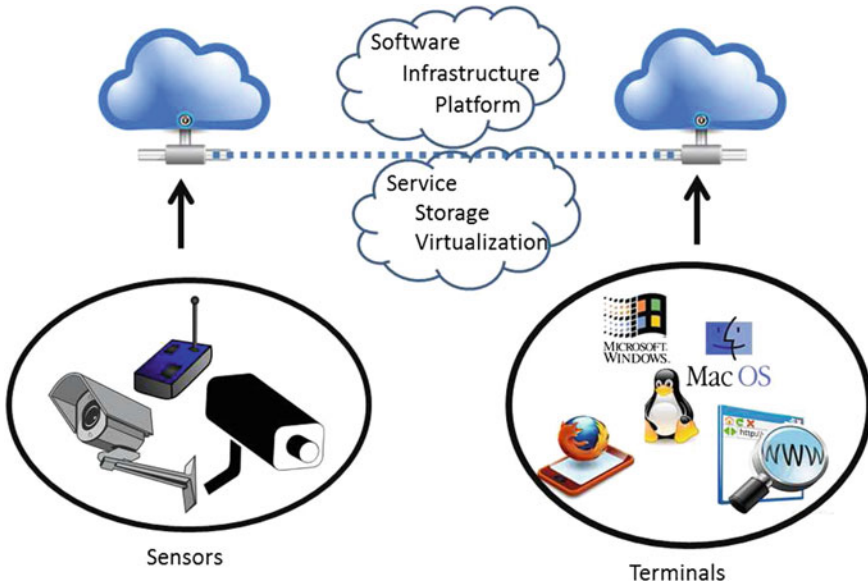 Software
Infrastructure
Platform
Service
Storage
Virtualization
MICROSOFT
WINDOWS.
Mac OS
http://
WWW
Sensors
Terminals